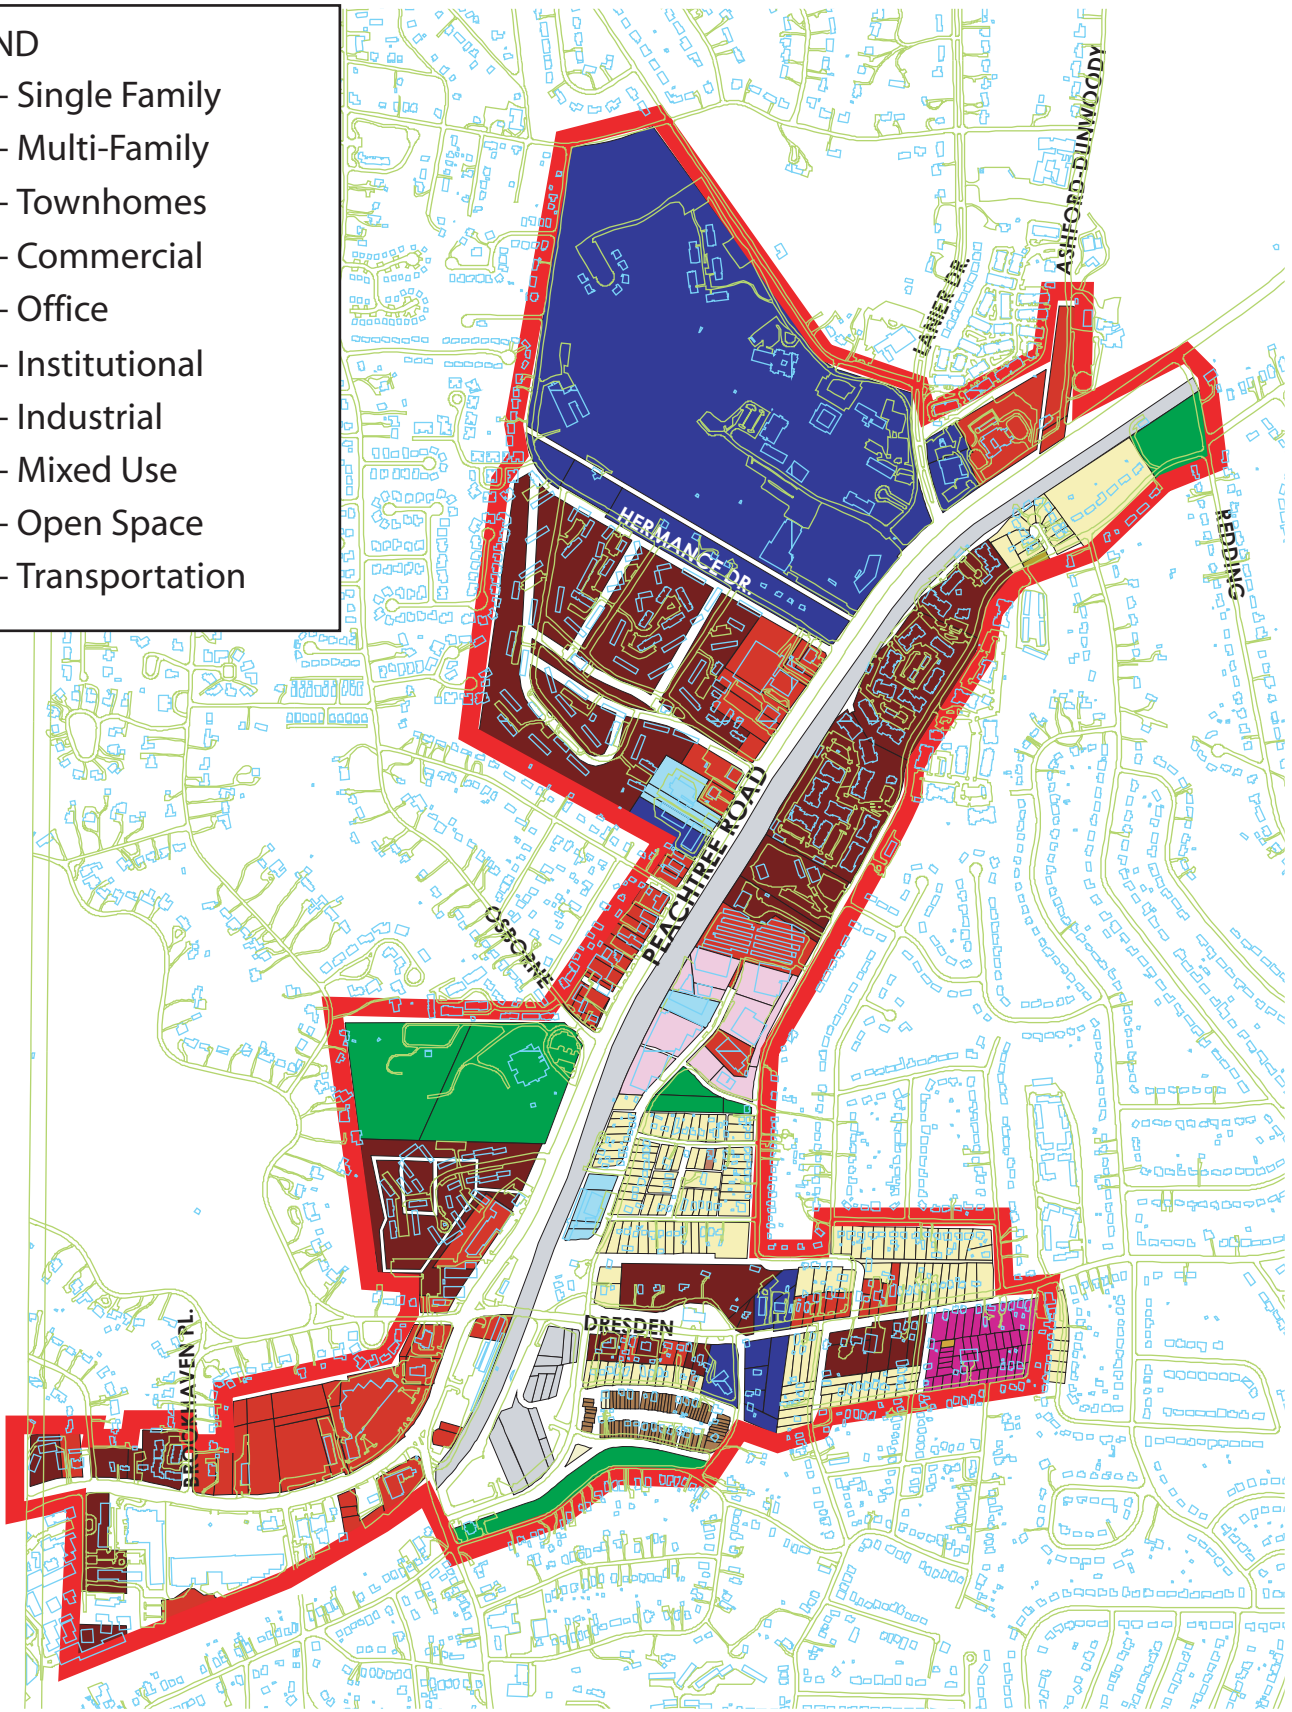 ND
- Single Family
- Multi-Family
- Townhomes
- Commercial
- Office
- Institutional
- Industrial
- Mixed Use
- Open Space
- Transportation
ASHFORD-DUNWOODY
LANIER DR.
REDDING
HERMANCE DR.
PEACHTREE ROAD
OSBORNE
DRESDEN
BROOKHAVEN PL.